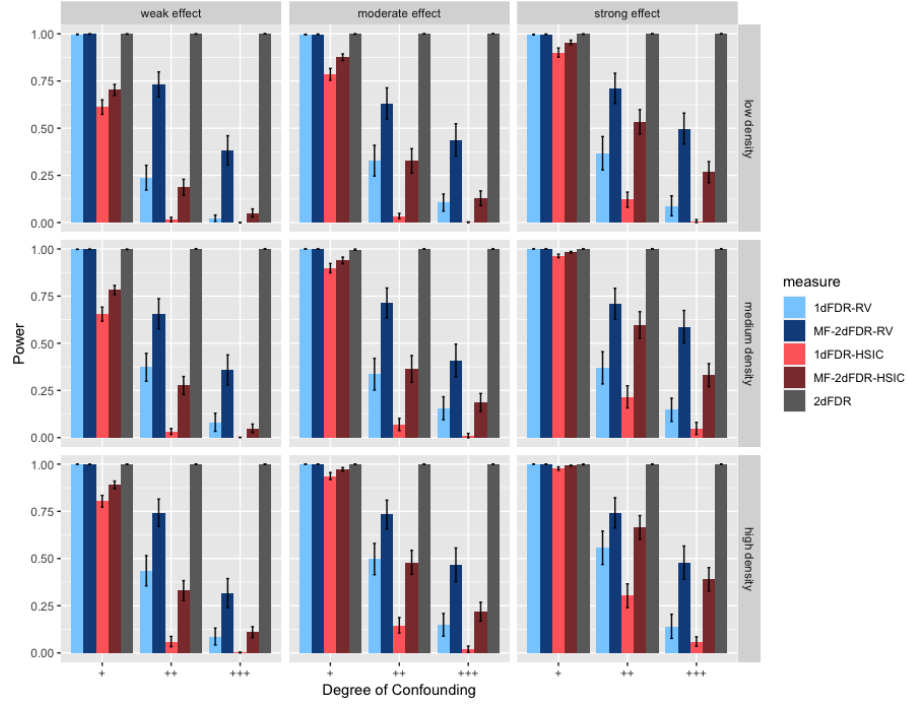 weak effect
moderate effect
strong effect
1.00
0.75
0.50
0.25
0.00
low density
1.00
0.75
0.50
0.25
0.00
medium density
1.00
0.75
0.50
0.25
0.00
high density
Power
+
++
+++
+
++
+++
+
++
+++
Degree of Confounding
measure
1dFDR-RV
MF-2dFDR-RV
1dFDR-HSIC
MF-2dFDR-HSIC
2dFDR